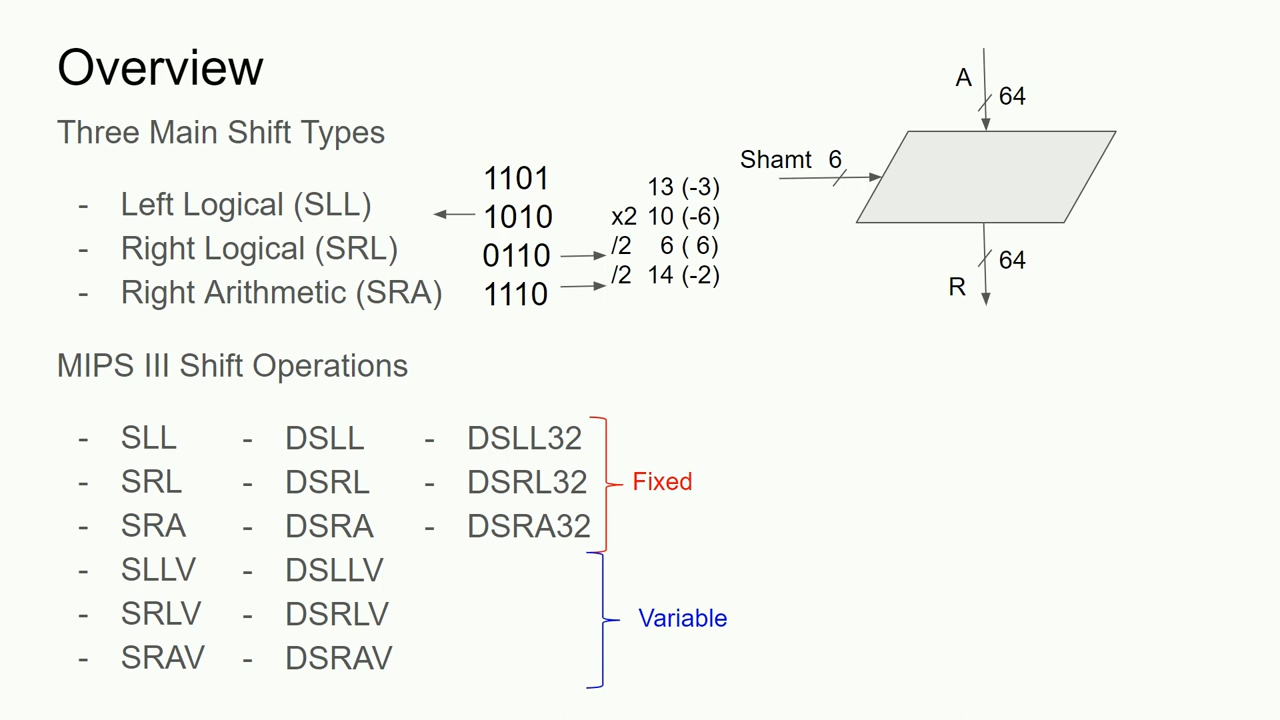 Overview
Three Main Shift Types
1101 13 (-3)
- Left Logical (SLL) 1010 x2 10 (-6)
- Right Logical (SRL) 0110 /2 6 ( 6)
- Right Arithmetic (SRA) 1110 /2 14 (-2)
A 64
Shamt 6
64
R
MIPS III Shift Operations
- SLL - DSLL - DSLL32
- SRL - DSRL - DSRL32
- SRA - DSRA - DSRA32
Fixed
- SLLV - DSLLV
- SRLV - DSRLV
- SRAV - DSRAV
Variable